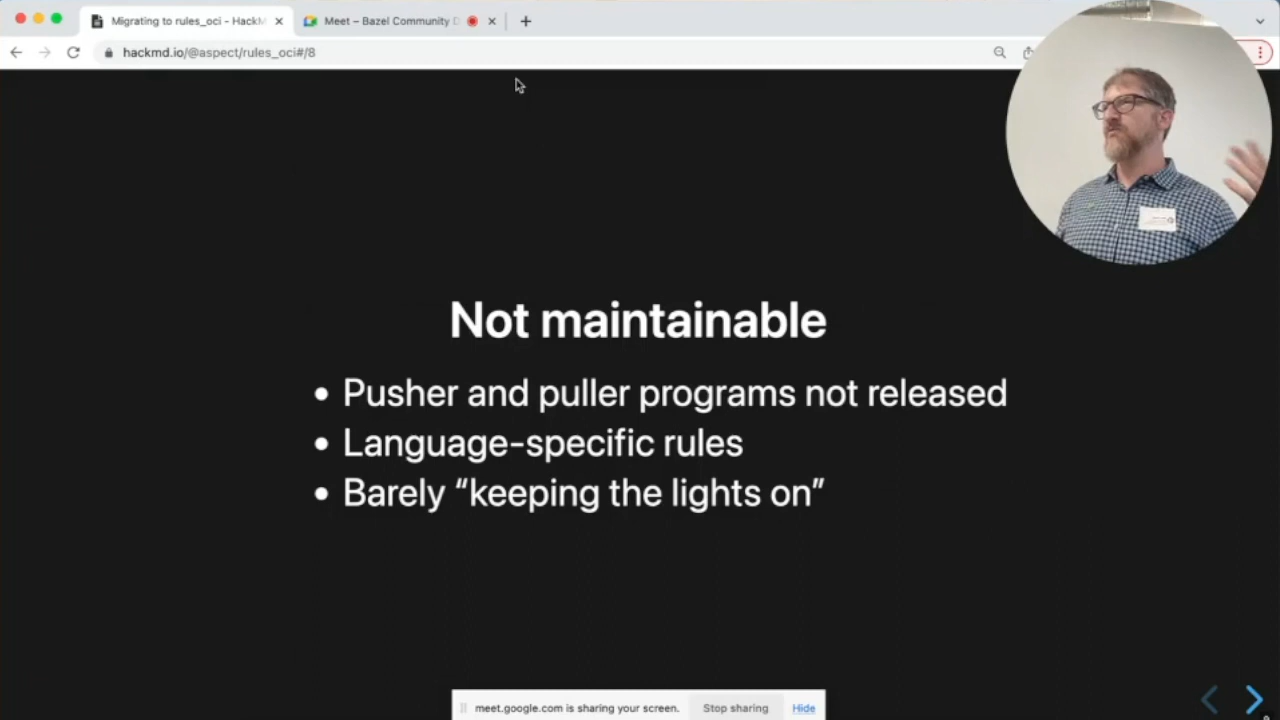 Migrating to rules_oci - HackM
Meet – Bazel Community D
hackmd.io/@aspect/rules_oci#/8
Not maintainable
• Pusher and puller programs not released
• Language-specific rules
• Barely “keeping the lights on”
meet.google.com is sharing your screen.
Stop sharing
Hide